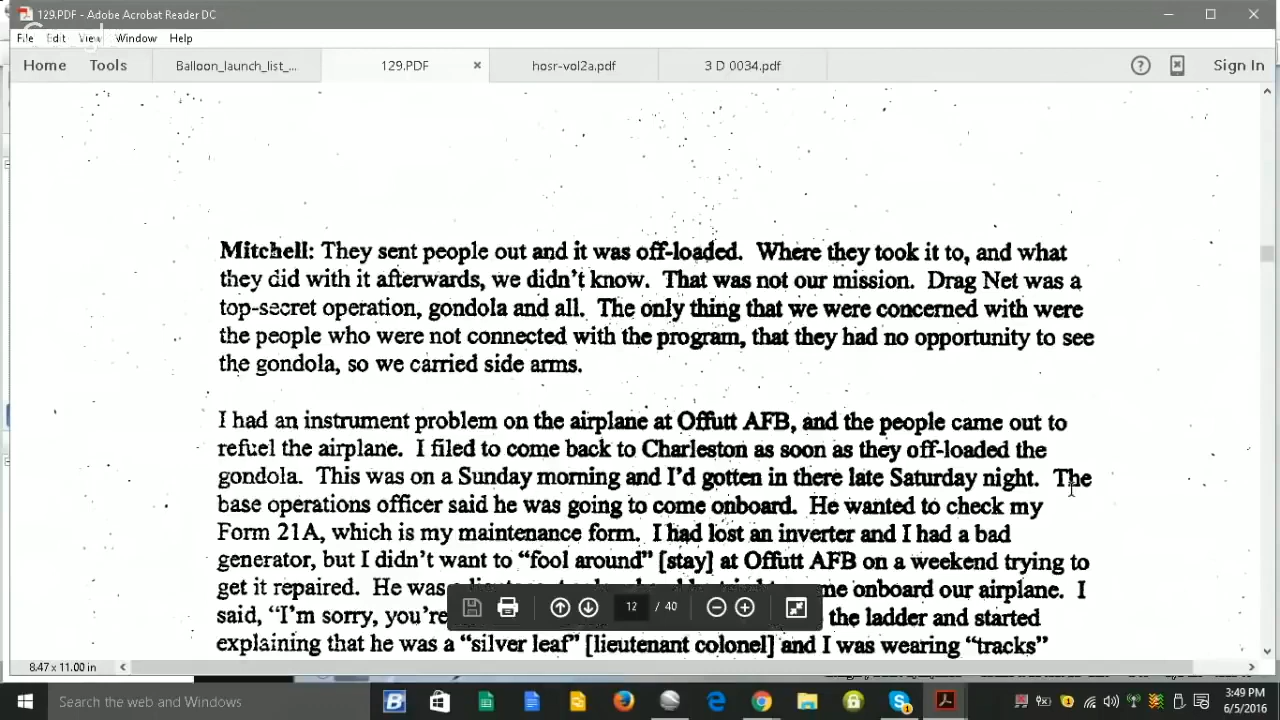 129.PDF - Adobe Acrobat Reader DC
Google
File Edit View Window Help
Home Tools Balloon_launch_list_... 129.PDF × hosr-vol2a.pdf 3 D 0034.pdf Sign In
Mitchell: They sent people out and it was off-loaded. Where they took it to, and what
they did with it afterwards, we didn't know. That was not our mission. Drag Net was a
top-secret operation, gondola and all. The only thing that we were concerned with were
the people who were not connected with the program, that they had no opportunity to see
the gondola, so we carried side arms.
I had an instrument problem on the airplane at Offutt AFB, and the people came out to
refuel the airplane. I filed to come back to Charleston as soon as they off-loaded the
gondola. This was on a Sunday morning and I'd gotten in there late Saturday night. The
base operations officer said he was going to come onboard. He wanted to check my
Form 21A, which is my maintenance form. I had lost an inverter and I had a bad
generator, but I didn't want to "fool around" [stay] at Offutt AFB on a weekend trying to
get it repaired. He was me onboard our airplane. I
said, "I'm sorry, you're the ladder and started
explaining that he was a "silver leaf" [lieutenant colonel] and I was wearing "tracks"
12 / 40
8.47 x 11.00 in
Search the web and Windows
3:49 PM
6/5/2016